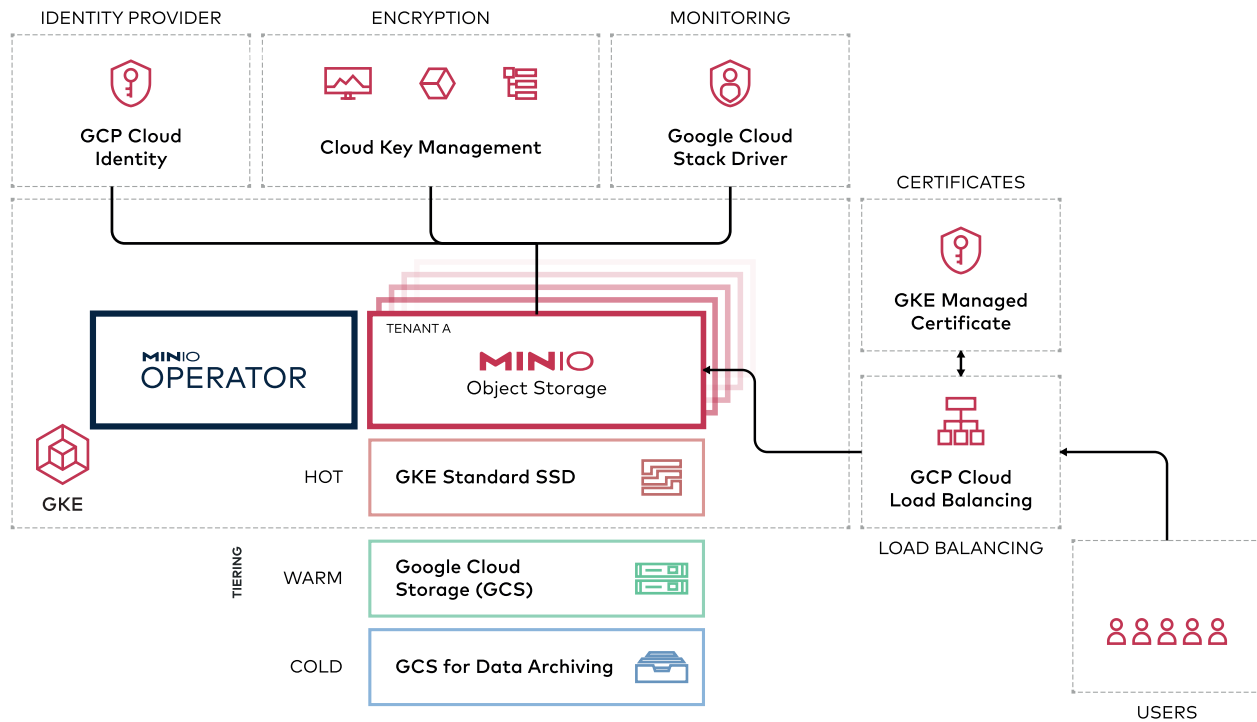 IDENTITY PROVIDER
ENCRYPTION
MONITORING
GCP Cloud
Identity
Cloud Key Management
Google Cloud
Stack Driver
CERTIFICATES
GKE Managed
Certificate
TENANT A
MINIO
Object Storage
MINIO
OPERATOR
GKE
HOT
GKE Standard SSD
GCP Cloud
Load Balancing
LOAD BALANCING
TIERING
WARM
Google Cloud
Storage (GCS)
COLD
GCS for Data Archiving
USERS